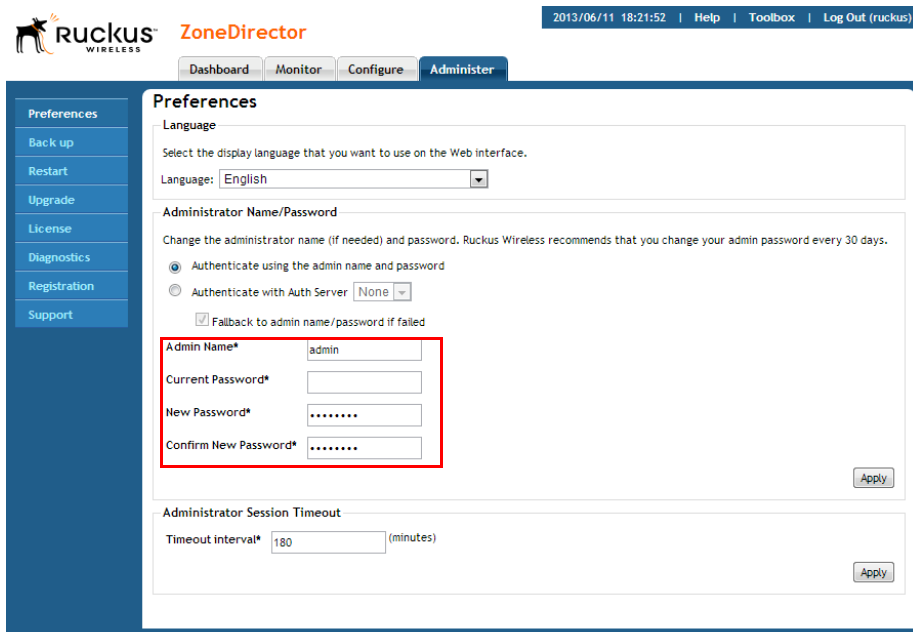 2013/06/11 18:21:52 | Help | Toolbox | Log Out (ruckus)
RUCKUS WIRELESS ZoneDirector
Dashboard Monitor Configure Administer
Preferences
Back up
Restart
Upgrade
License
Diagnostics
Registration
Support
Preferences
Language
Select the display language that you want to use on the Web interface.
Language: English
Administrator Name/Password
Change the administrator name (if needed) and password. Ruckus Wireless recommends that you change your admin password every 30 days.
Authenticate using the admin name and password
Authenticate with Auth Server None
Fallback to admin name/password if failed
Admin Name* admin
Current Password*
New Password* ••••••••
Confirm New Password* ••••••••
Apply
Administrator Session Timeout
Timeout interval* 180 (minutes)
Apply